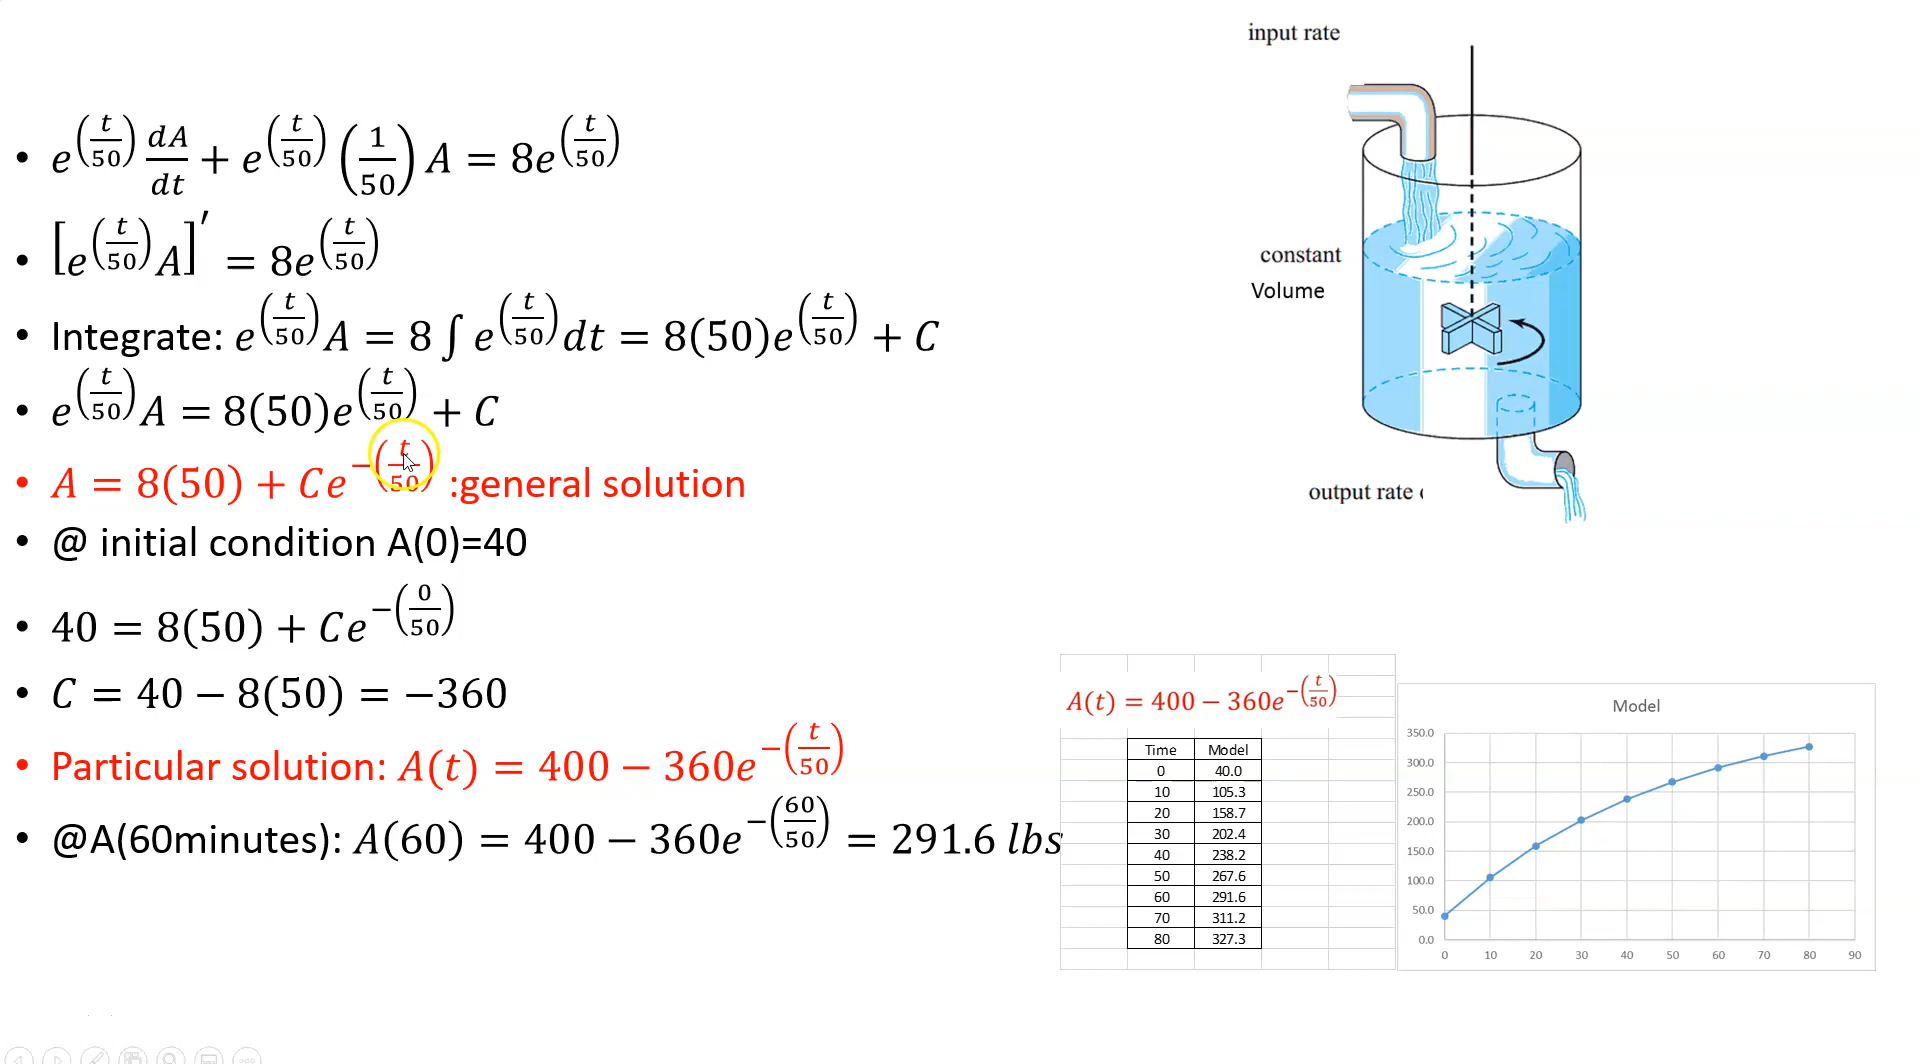 • e^(t/50) dA/dt + e^(t/50) (1/50) A = 8e^(t/50)
• [e^(t/50) A]′ = 8e^(t/50)
• Integrate: e^(t/50) A = 8 ∫ e^(t/50) dt = 8(50)e^(t/50) + C
• e^(t/50) A = 8(50)e^(t/50) + C
• A = 8(50) + Ce^−(t/50) :general solution
• @ initial condition A(0)=40
• 40 = 8(50) + Ce^−(0/50)
• C = 40 − 8(50) = −360
• Particular solution: A(t) = 400 − 360e^−(t/50)
• @A(60minutes): A(60) = 400 − 360e^−(60/50) = 291.6 lbs
input rate
constant
Volume
output rate
A(t) = 400 − 360e^−(t/50)
Time Model
0 40.0
10 105.3
20 158.7
30 202.4
40 238.2
50 267.6
60 291.6
70 311.2
80 327.3
Model
350.0
300.0
250.0
200.0
150.0
100.0
50.0
0.0
0 10 20 30 40 50 60 70 80 90